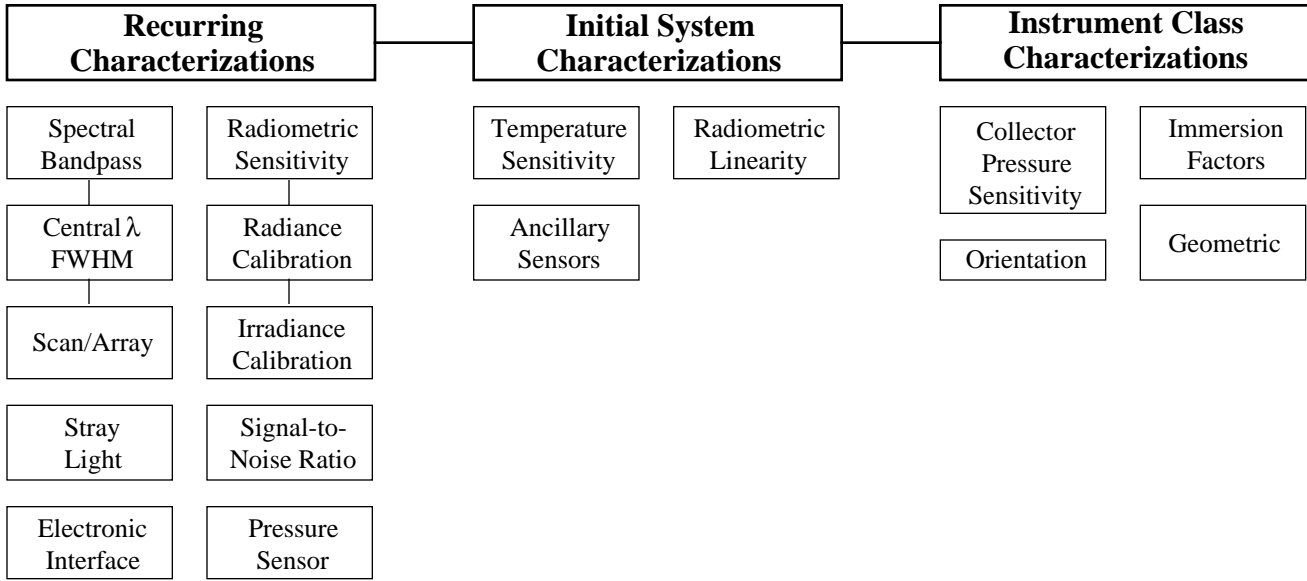 Recurring
Characterizations
Initial System
Characterizations
Instrument Class
Characterizations
Spectral
Bandpass
Central λ
FWHM
Scan/Array
Stray
Light
Electronic
Interface
Radiometric
Sensitivity
Radiance
Calibration
Irradiance
Calibration
Signal-to-
Noise Ratio
Pressure
Sensor
Temperature
Sensitivity
Ancillary
Sensors
Radiometric
Linearity
Collector
Pressure
Sensitivity
Orientation
Immersion
Factors
Geometric